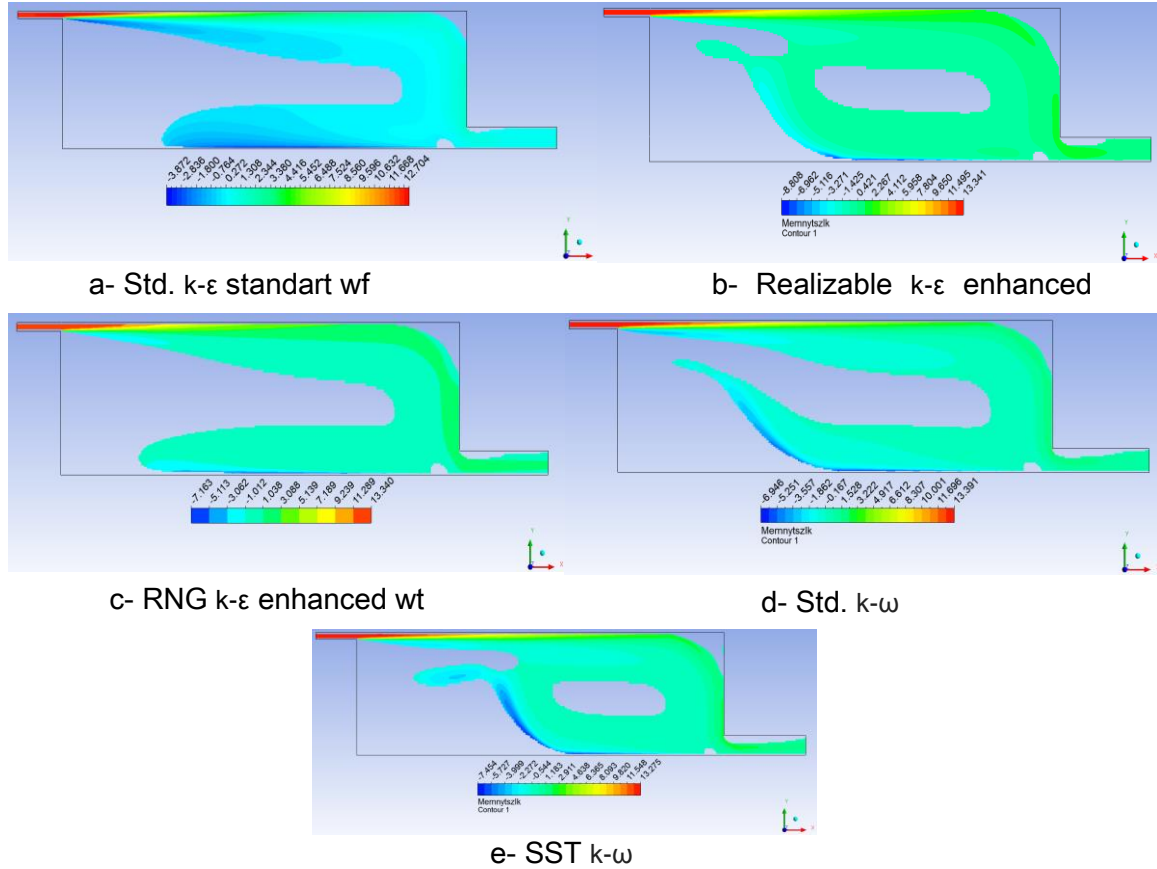 -3.872 -2.836 -1.800 -0.764 0.272 1.308 2.344 3.380 4.416 5.452 6.488 7.524 8.560 9.596 10.632 11.668 12.704
a- Std. k-ε standart wf
-8.808 -6.962 -5.116 -3.271 -1.425 0.421 2.267 4.112 5.958 7.804 9.650 11.495 13.341
Memnytszlk
Contour 1
b- Realizable k-ε enhanced
-7.163 -5.113 -3.062 -1.012 1.038 3.088 5.139 7.189 9.239 11.289 13.340
c- RNG k-ε enhanced wt
-6.946 -5.251 -3.557 -1.862 -0.167 1.528 3.222 4.917 6.612 8.307 10.001 11.696 13.391
Memnytszlk
Contour 1
d- Std. k-ω
-7.454 -5.727 -3.999 -2.272 -0.544 1.183 2.911 4.638 6.365 8.093 9.820 11.548 13.275
Memnytszlk
Contour 1
e- SST k-ω